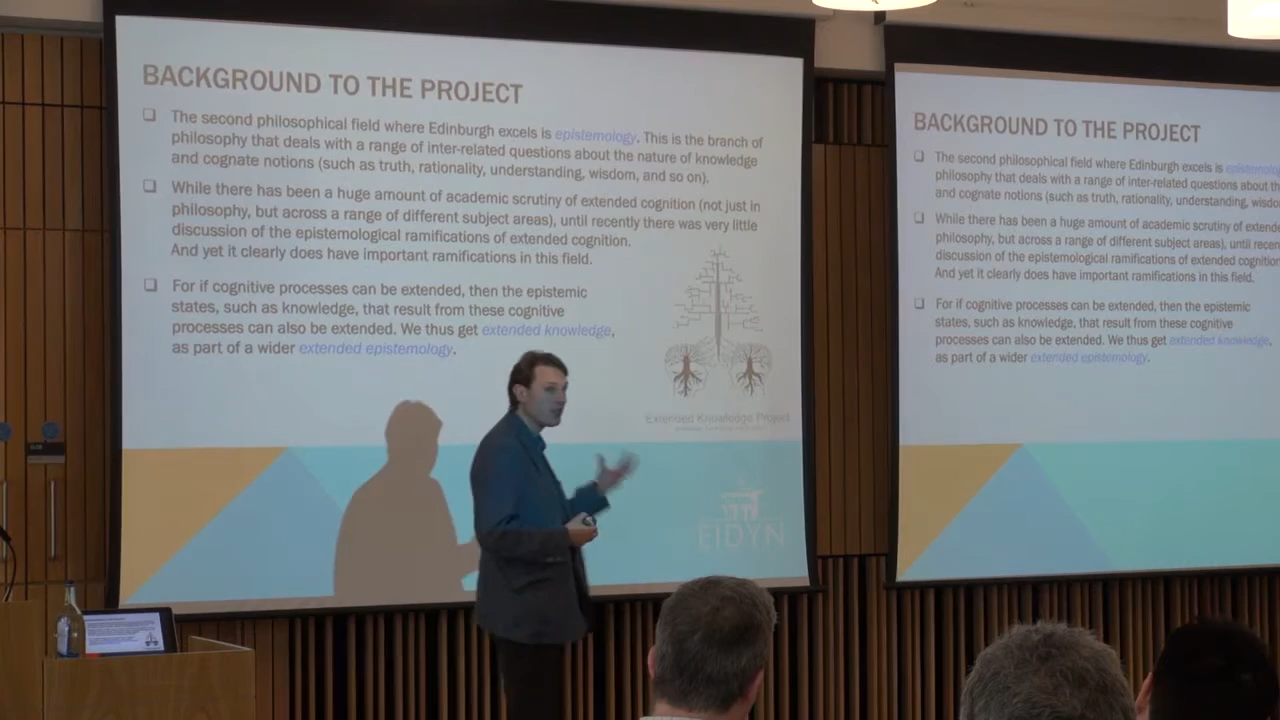 BACKGROUND TO THE PROJECT
❑ The second philosophical field where Edinburgh excels is epistemology. This is the branch of
philosophy that deals with a range of inter-related questions about the nature of knowledge
and cognate notions (such as truth, rationality, understanding, wisdom, and so on).
❑ While there has been a huge amount of academic scrutiny of extended cognition (not just in
philosophy, but across a range of different subject areas), until recently there was very little
discussion of the epistemological ramifications of extended cognition.
And yet it clearly does have important ramifications in this field.
❑ For if cognitive processes can be extended, then the epistemic
states, such as knowledge, that result from these cognitive
processes can also be extended. We thus get extended knowledge,
as part of a wider extended epistemology.
Extended Knowledge Project
EIDYN
BACKGROUND TO THE PROJECT
❑ The second philosophical field where Edinburgh excels is epistemolo
philosophy that deals with a range of inter-related questions about th
and cognate notions (such as truth, rationality, understanding, wisdo
❑ While there has been a huge amount of academic scrutiny of extende
philosophy, but across a range of different subject areas), until recen
discussion of the epistemological ramifications of extended cognition
And yet it clearly does have important ramifications in this field.
❑ For if cognitive processes can be extended, then the epistemic
states, such as knowledge, that result from these cognitive
processes can also be extended. We thus get extended knowledge,
as part of a wider extended epistemology.